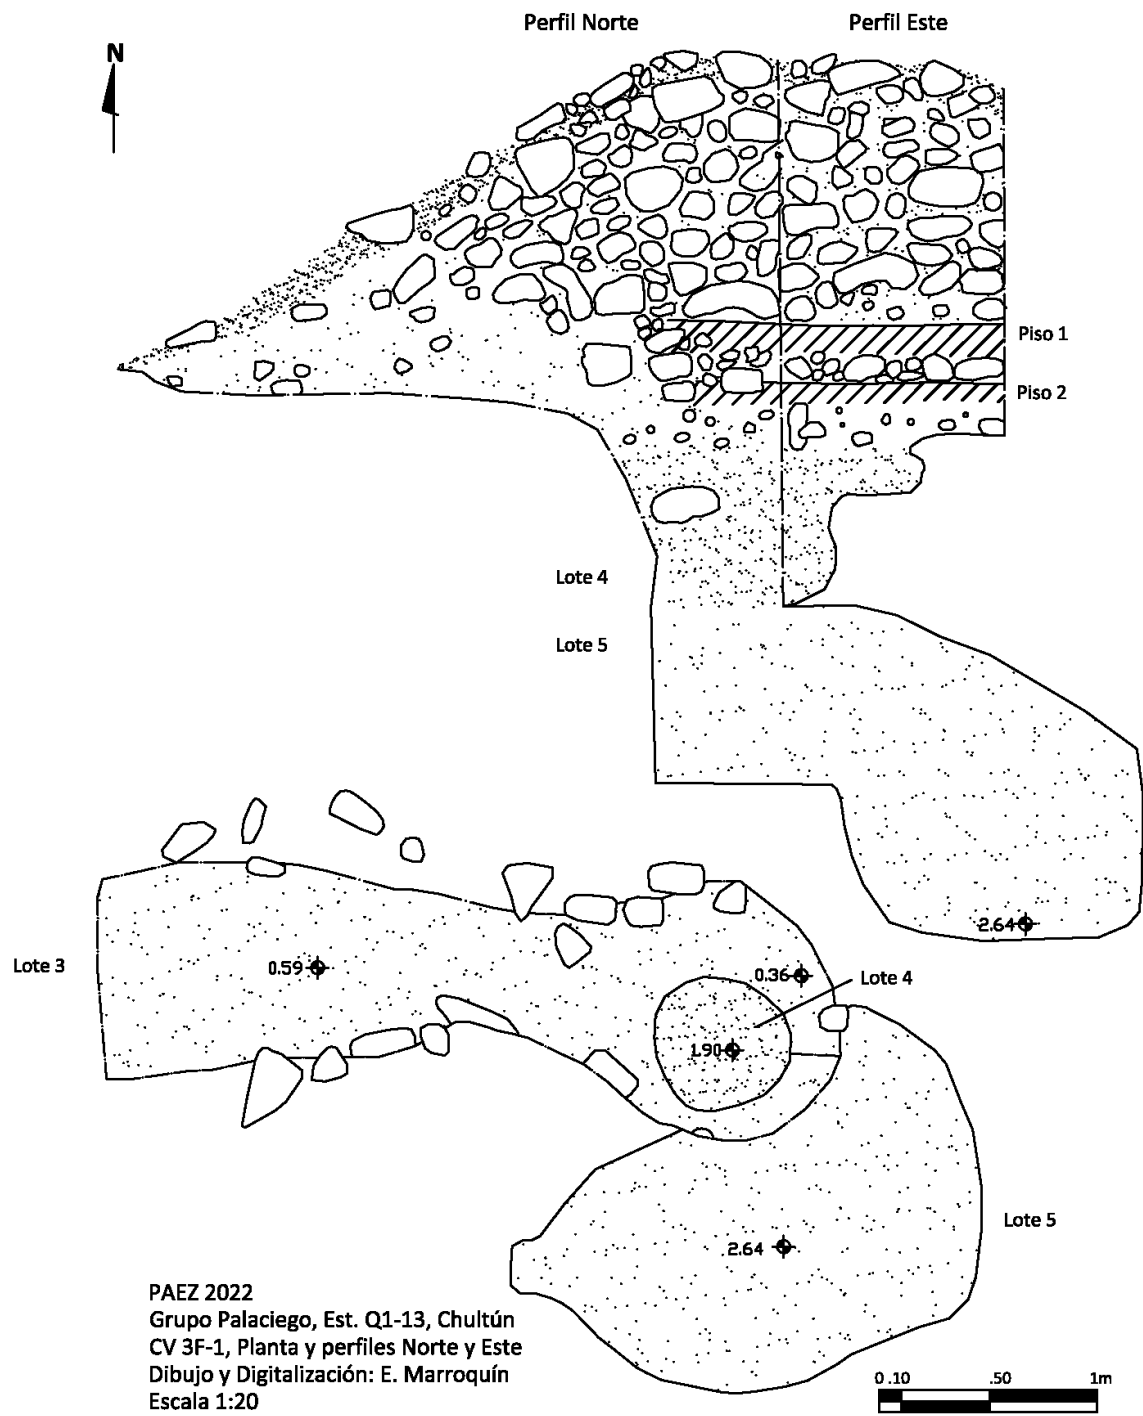 Perfil Norte
Perfil Este
N
Piso 1
Piso 2
Lote 4
Lote 5
2.64
Lote 3
0.59
0.36
Lote 4
1.90
Lote 5
2.64
PAEZ 2022
Grupo Palaciego, Est. Q1-13, Chultún
CV 3F-1, Planta y perfiles Norte y Este
Dibujo y Digitalización: E. Marroquín
Escala 1:20
0 .10 .50 1m